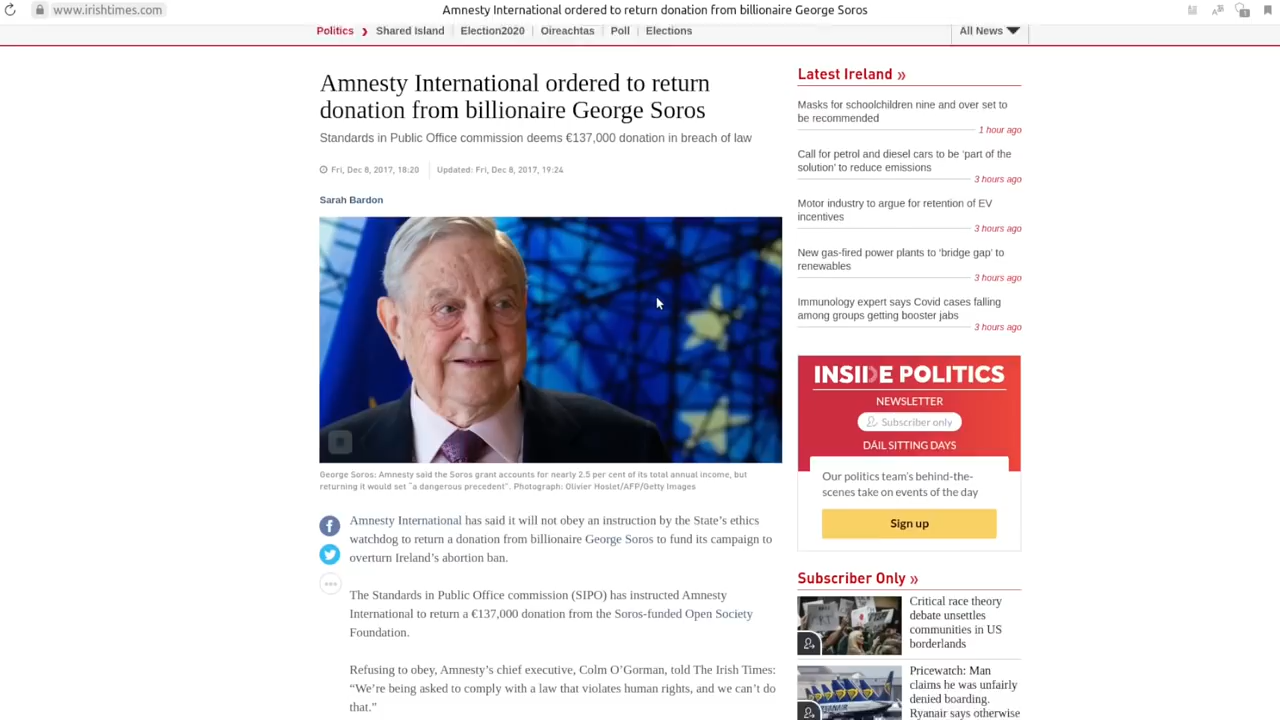 www.irishtimes.com
Amnesty International ordered to return donation from billionaire George Soros
Politics
Shared Island
Election2020
Oireachtas
Poll
Elections
All News
Amnesty International ordered to return
donation from billionaire George Soros
Standards in Public Office commission deems €137,000 donation in breach of law
Fri, Dec 8, 2017, 18:20
Updated: Fri, Dec 8, 2017, 19:24
Sarah Bardon
George Soros: Amnesty said the Soros grant accounts for nearly 2.5 per cent of its total annual income, but
returning it would set “a dangerous precedent”. Photograph: Olivier Hoslet/AFP/Getty Images
Amnesty International has said it will not obey an instruction by the State’s ethics
watchdog to return a donation from billionaire George Soros to fund its campaign to
overturn Ireland’s abortion ban.
The Standards in Public Office commission (SIPO) has instructed Amnesty
International to return a €137,000 donation from the Soros-funded Open Society
Foundation.
Refusing to obey, Amnesty’s chief executive, Colm O’Gorman, told The Irish Times:
“We’re being asked to comply with a law that violates human rights, and we can’t do
that.”
Latest Ireland »
Masks for schoolchildren nine and over set to
be recommended
1 hour ago
Call for petrol and diesel cars to be ‘part of the
solution’ to reduce emissions
3 hours ago
Motor industry to argue for retention of EV
incentives
3 hours ago
New gas-fired power plants to ‘bridge gap’ to
renewables
3 hours ago
Immunology expert says Covid cases falling
among groups getting booster jabs
3 hours ago
INSIDE POLITICS
NEWSLETTER
Subscriber only
DÁIL SITTING DAYS
Our politics team’s behind-the-
scenes take on events of the day
Sign up
Subscriber Only »
Critical race theory
debate unsettles
communities in US
borderlands
Pricewatch: Man
claims he was unfairly
denied boarding.
Ryanair says otherwise